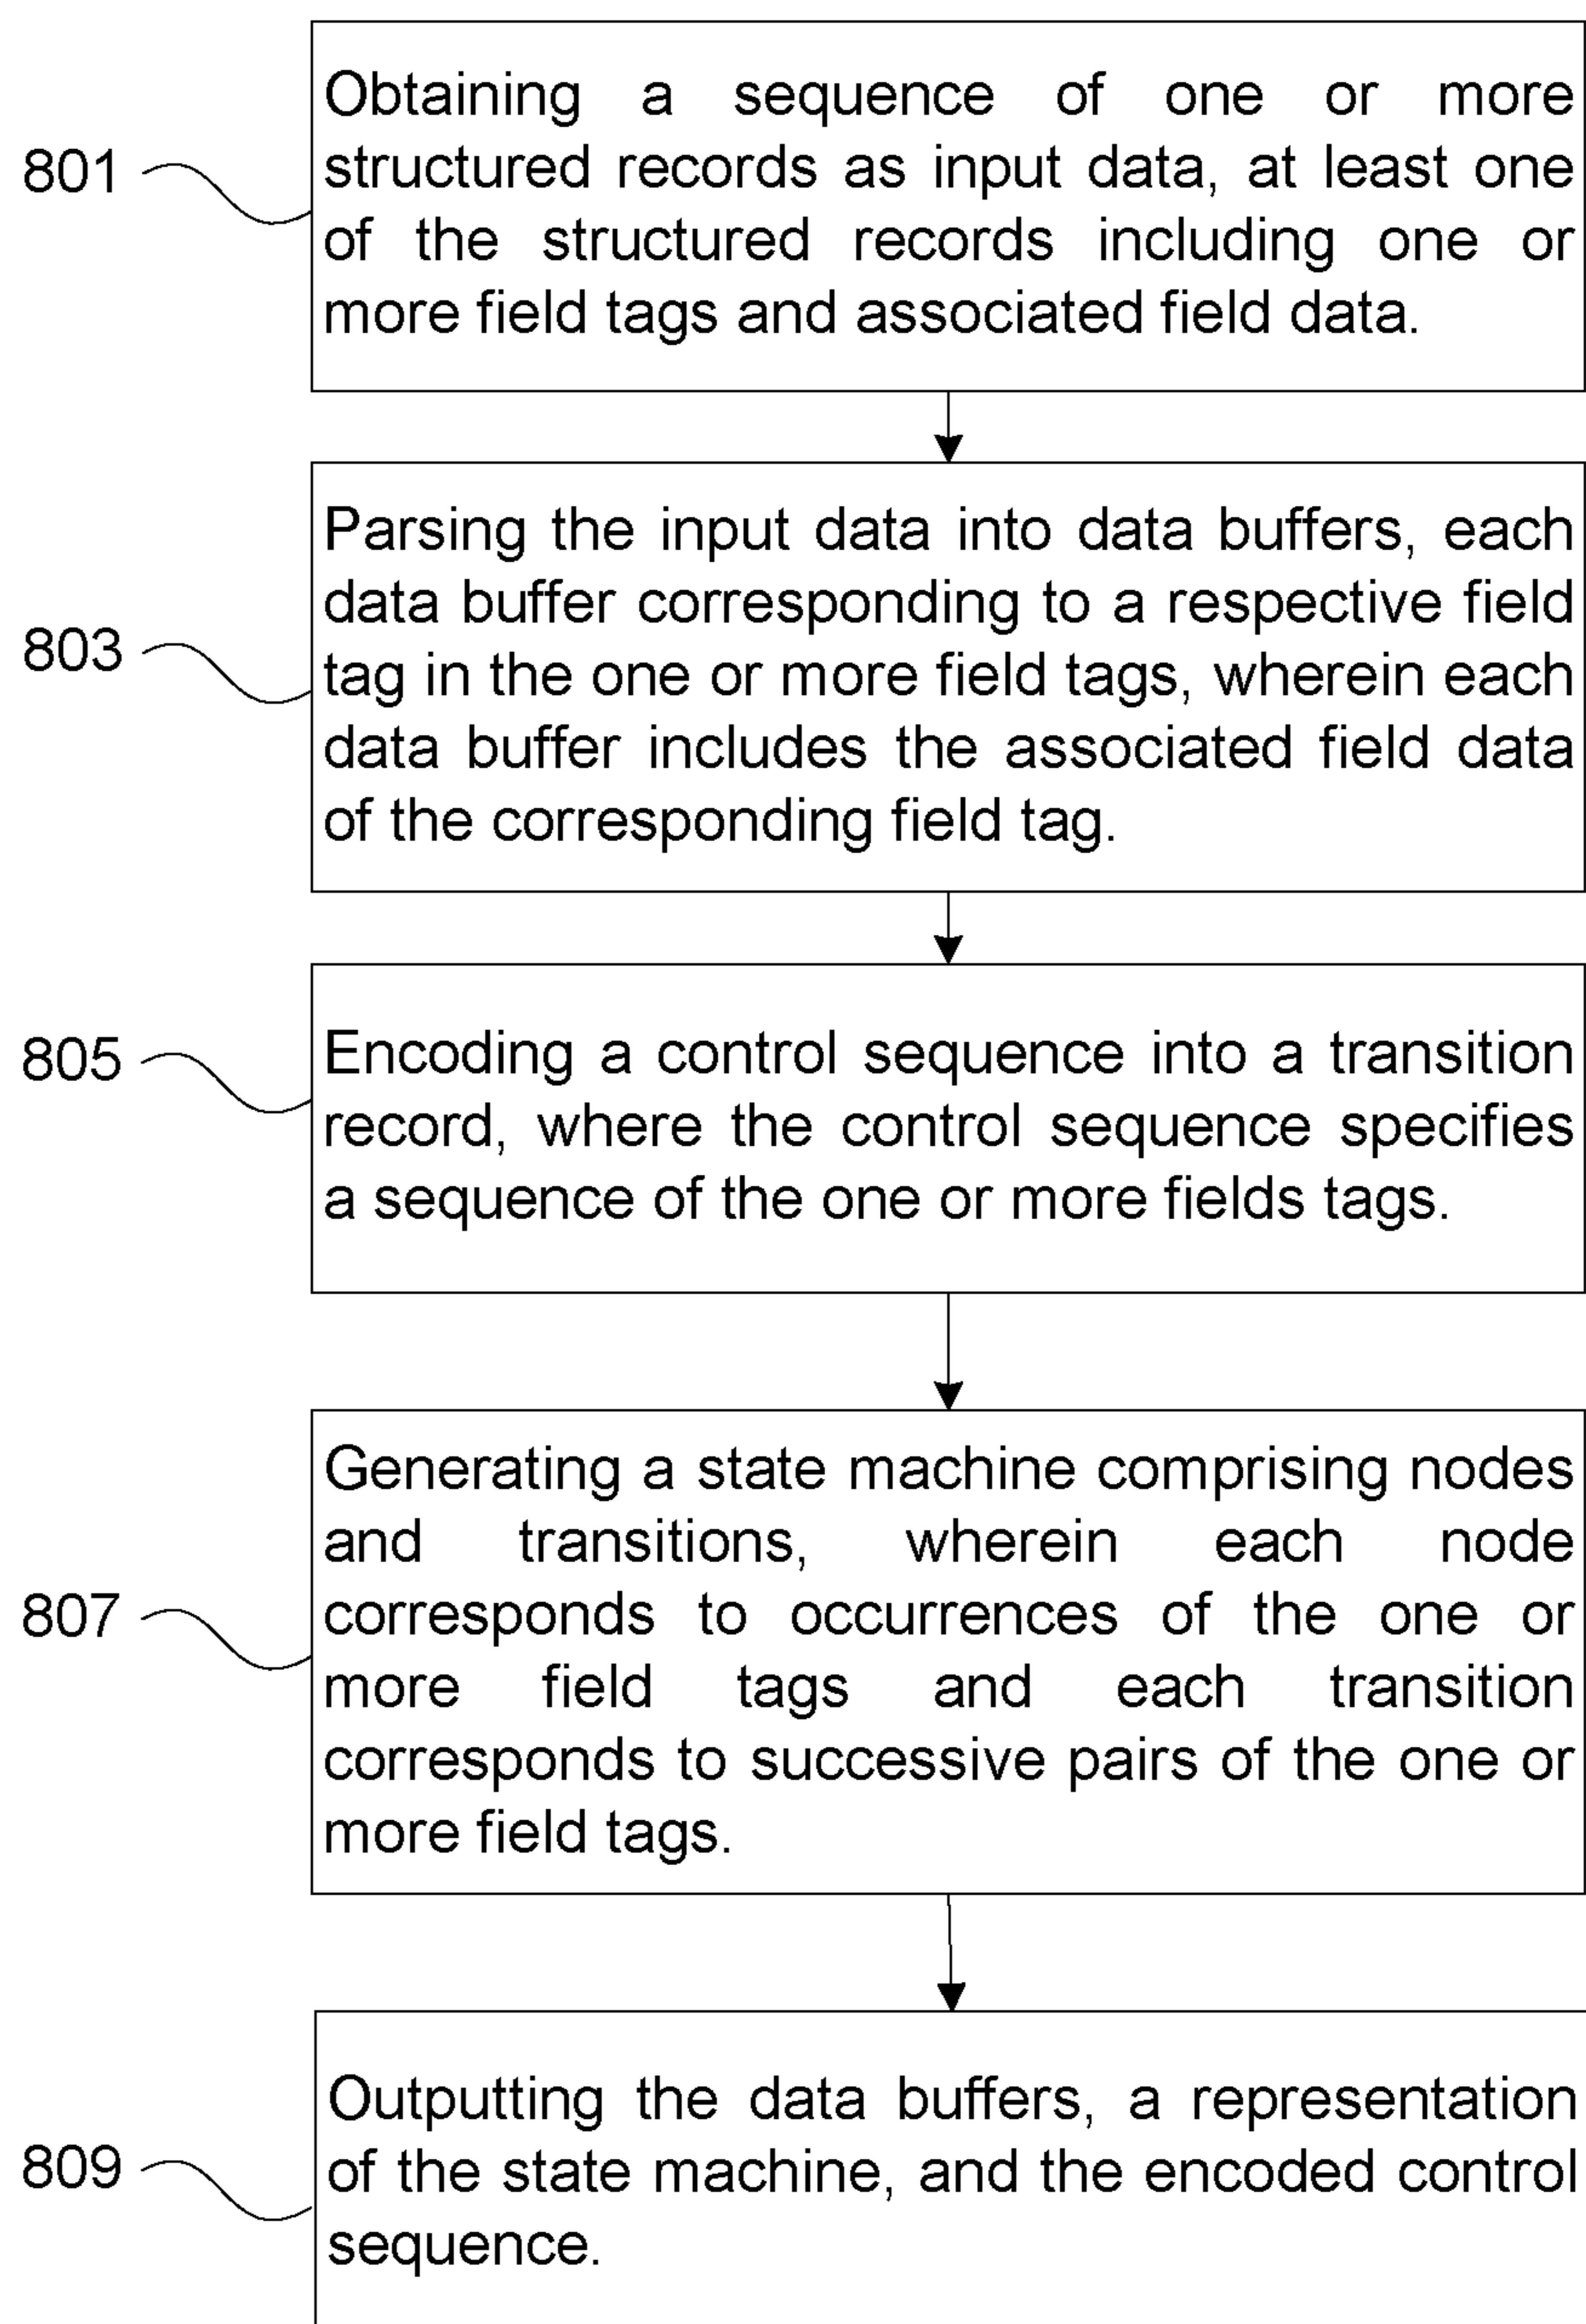 801
Obtaining a sequence of one or more
structured records as input data, at least one
of the structured records including one or
more field tags and associated field data.
803
Parsing the input data into data buffers, each
data buffer corresponding to a respective field
tag in the one or more field tags, wherein each
data buffer includes the associated field data
of the corresponding field tag.
805
Encoding a control sequence into a transition
record, where the control sequence specifies
a sequence of the one or more fields tags.
807
Generating a state machine comprising nodes
and transitions, wherein each node
corresponds to occurrences of the one or
more field tags and each transition
corresponds to successive pairs of the one or
more field tags.
809
Outputting the data buffers, a representation
of the state machine, and the encoded control
sequence.